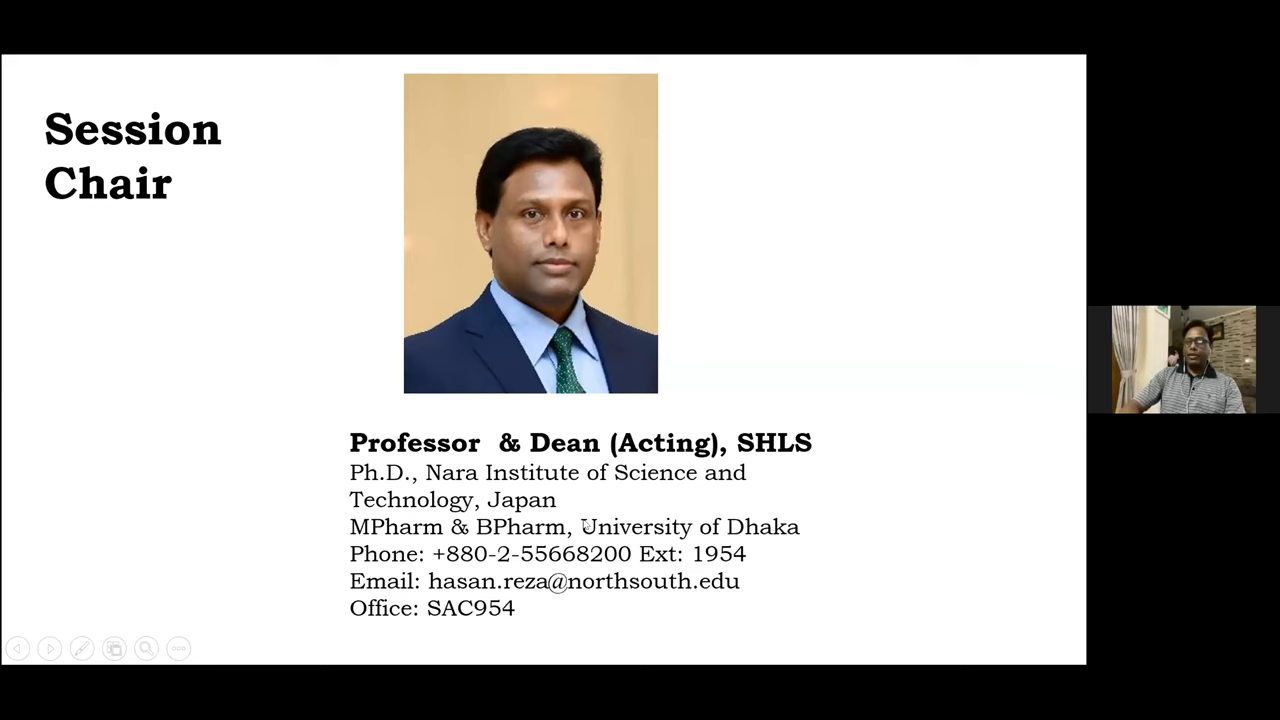 Session
Chair
Professor & Dean (Acting), SHLS
Ph.D., Nara Institute of Science and
Technology, Japan
MPharm & BPharm, University of Dhaka
Phone: +880-2-55668200 Ext: 1954
Email: hasan.reza@northsouth.edu
Office: SAC954